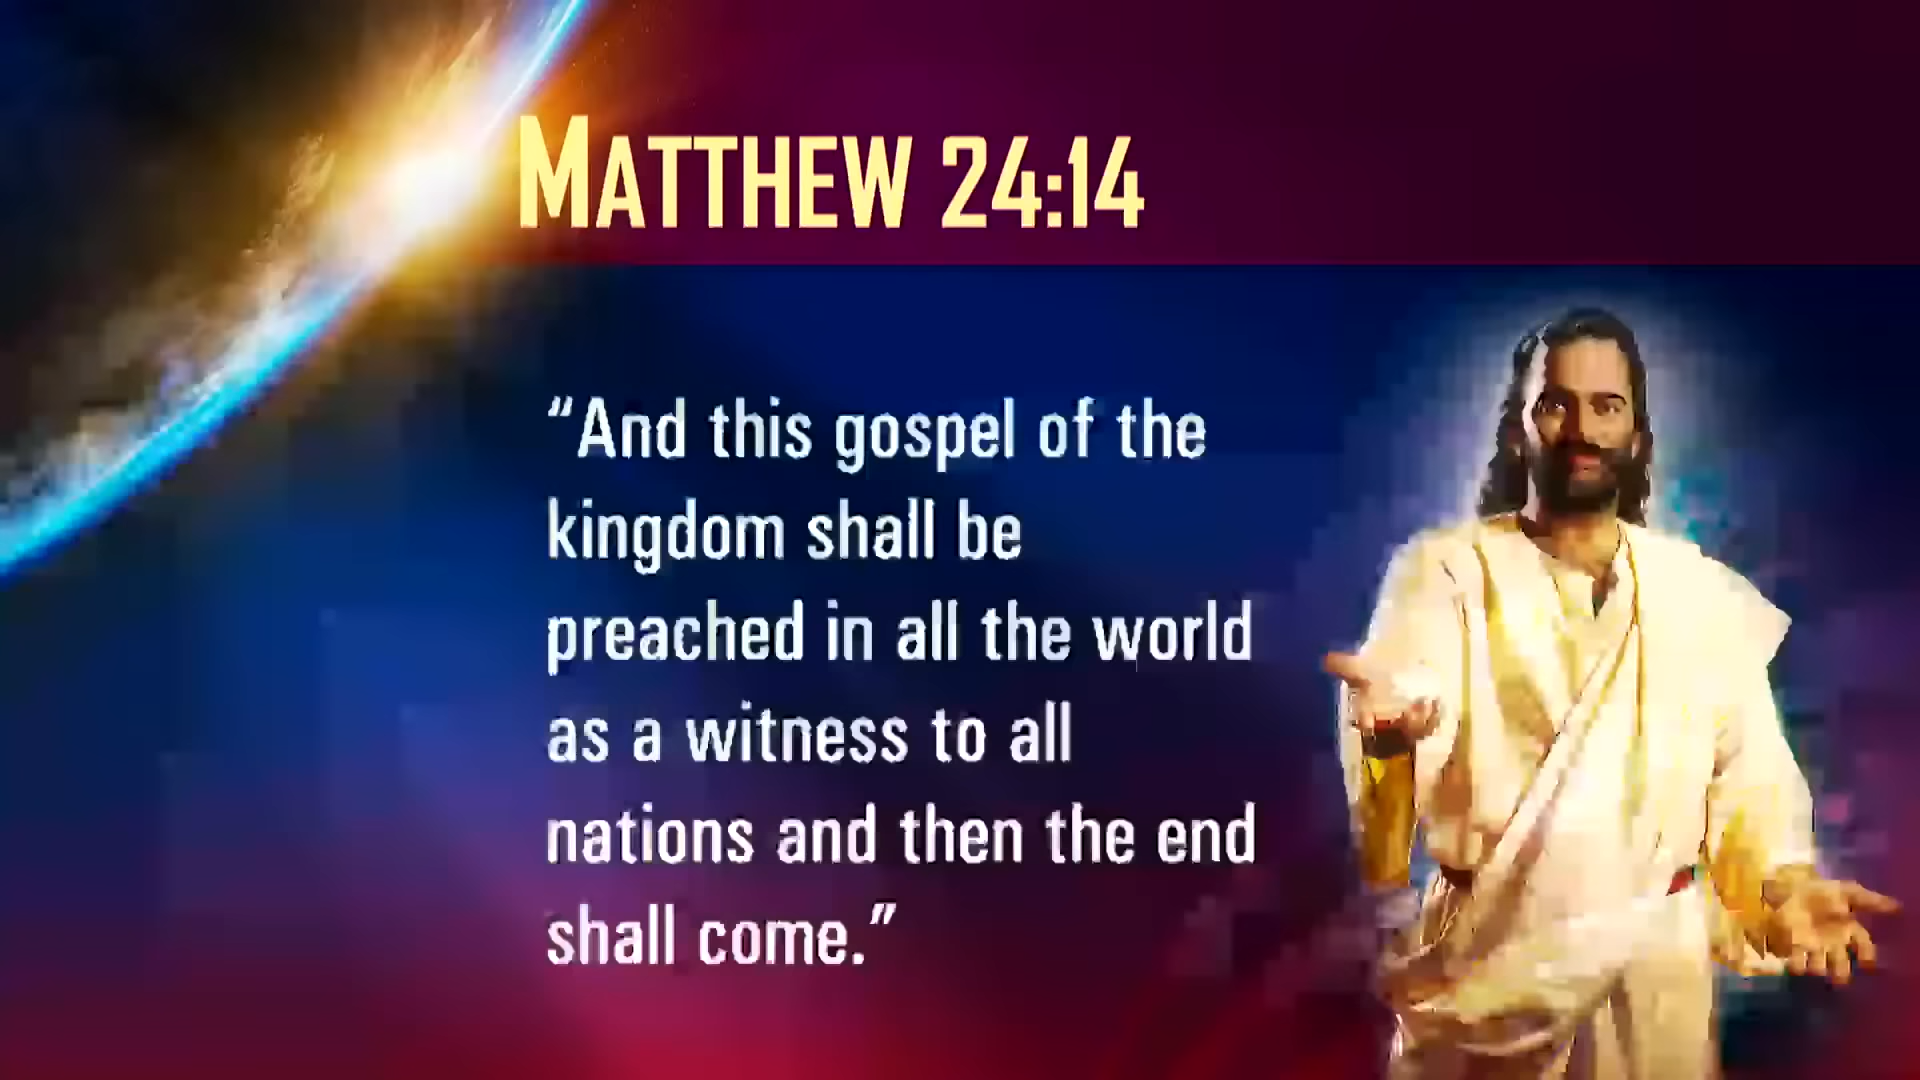 MATTHEW 24:14
“And this gospel of the
kingdom shall be
preached in all the world
as a witness to all
nations and then the end
shall come.”